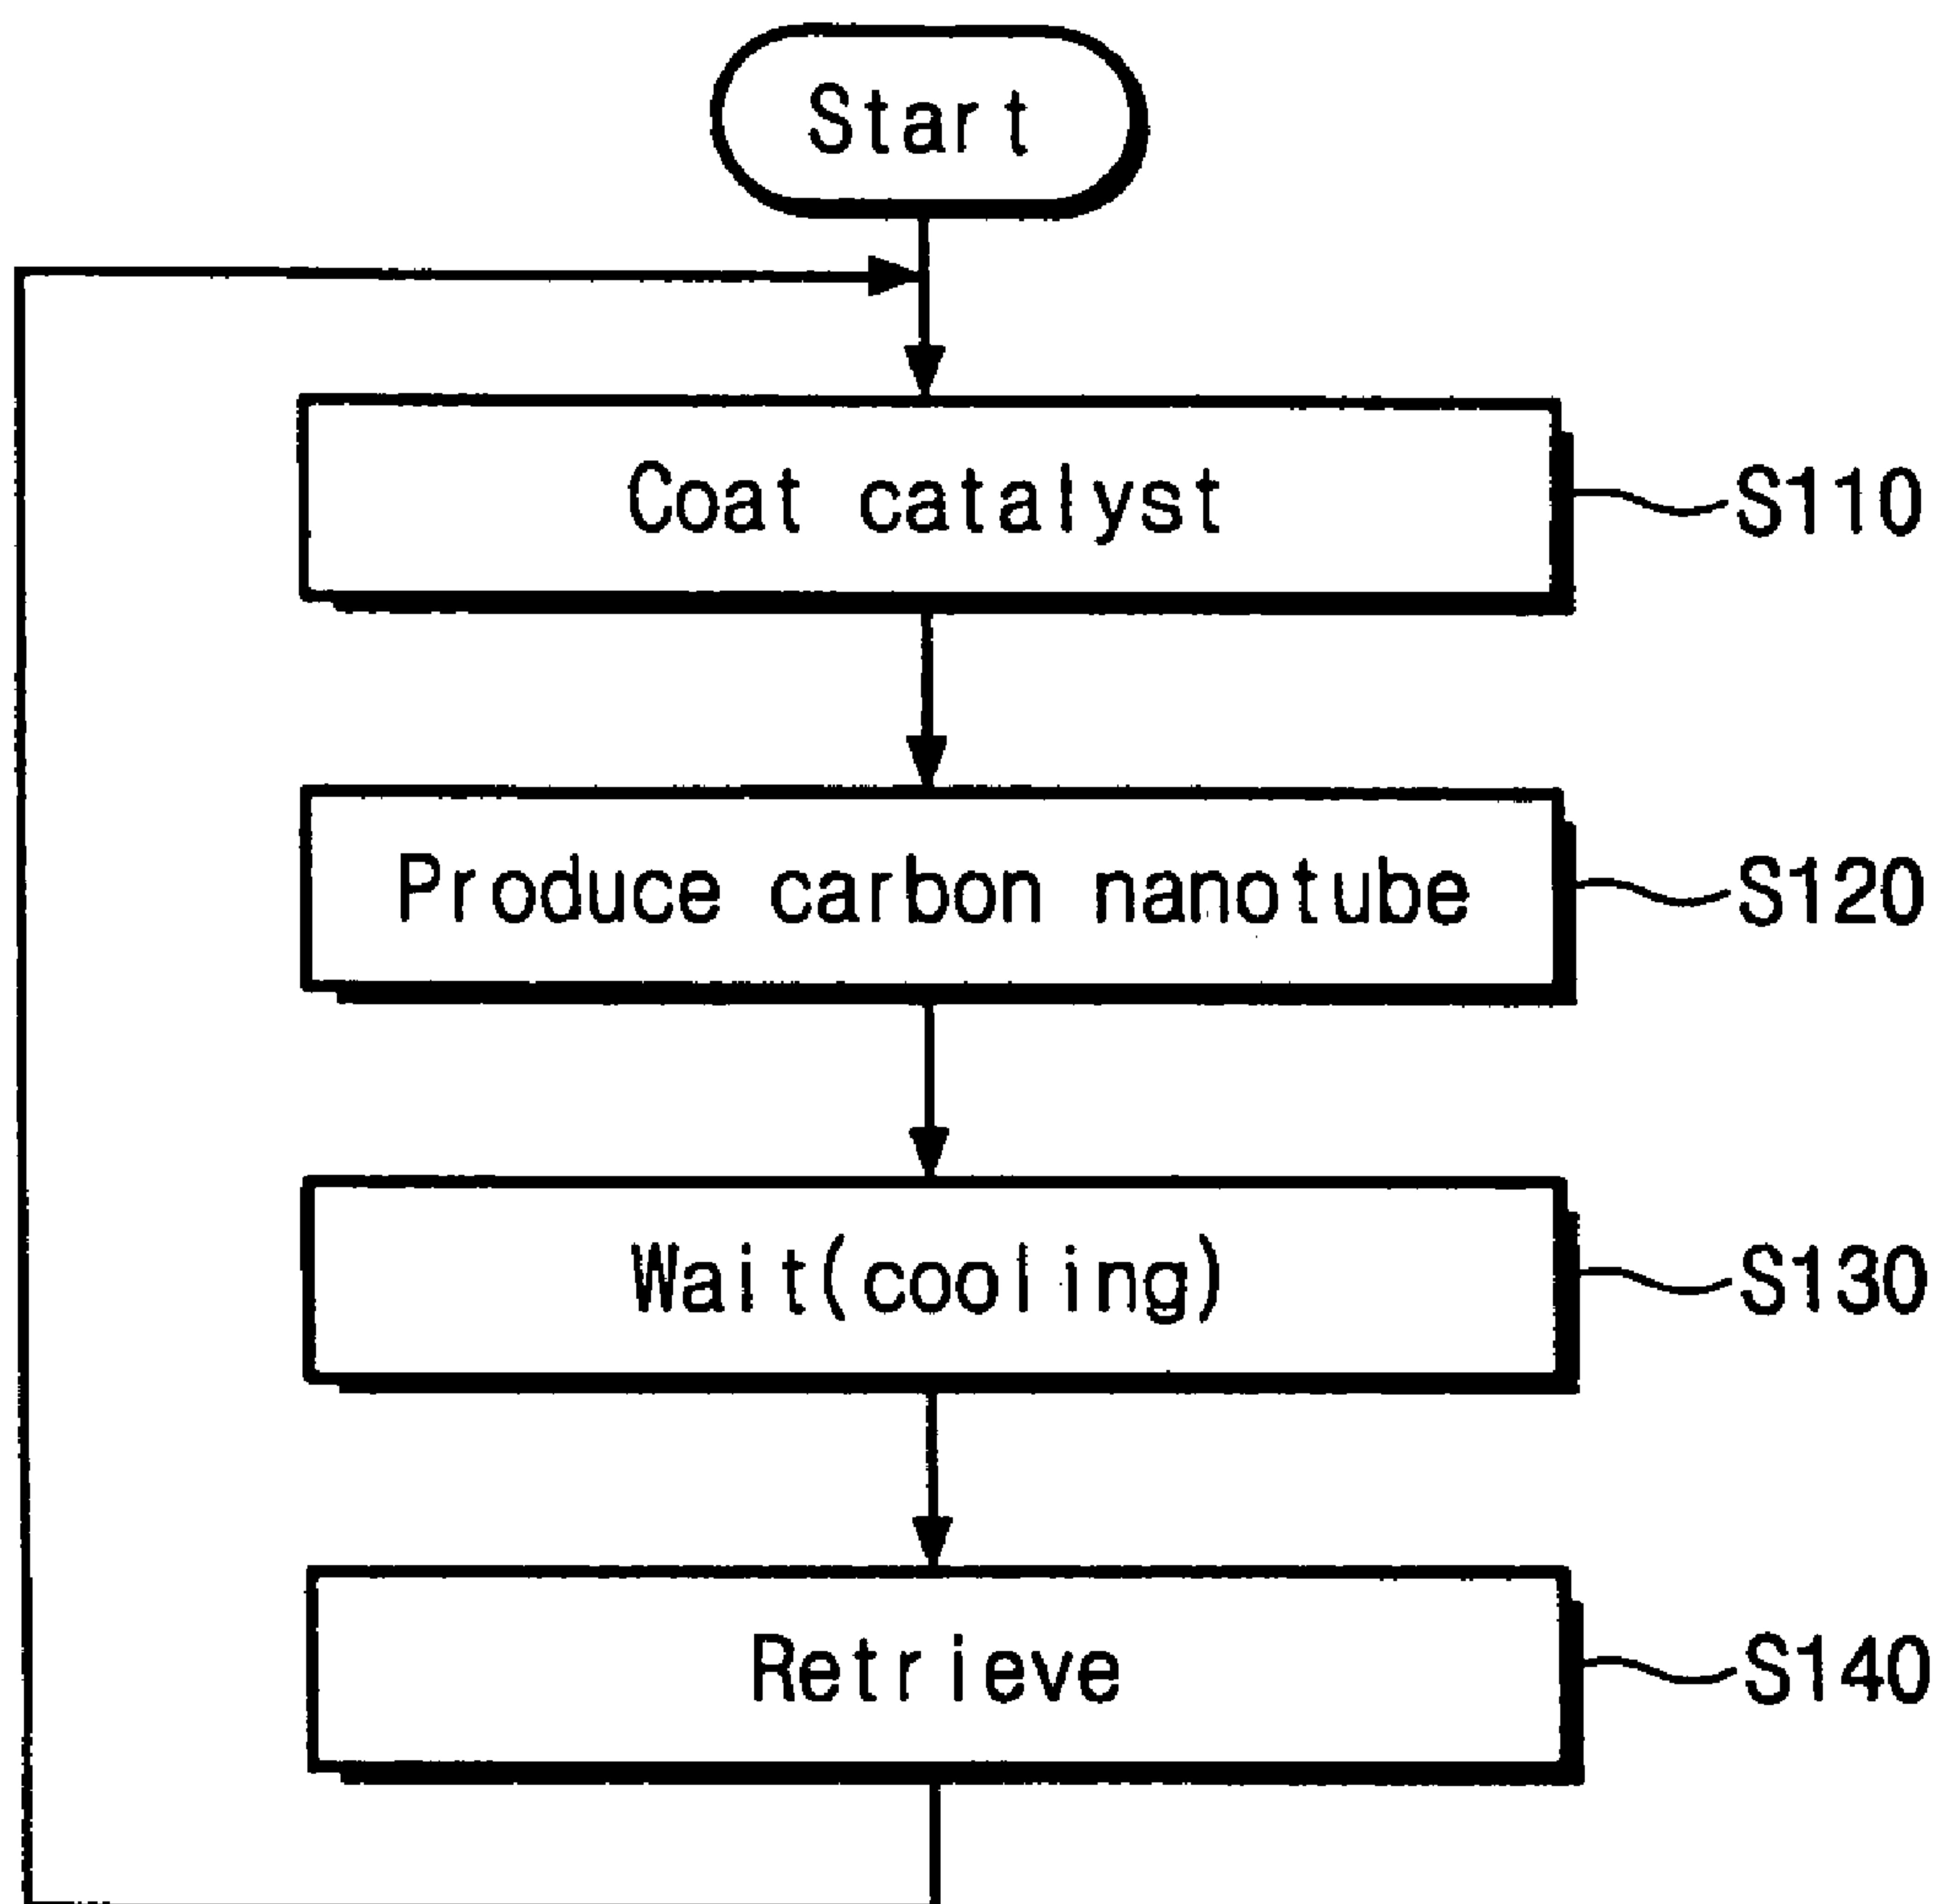 Start
Coat catalyst
S110
Produce carbon nanotube
S120
Wait(cooling)
S130
Retrieve
S140